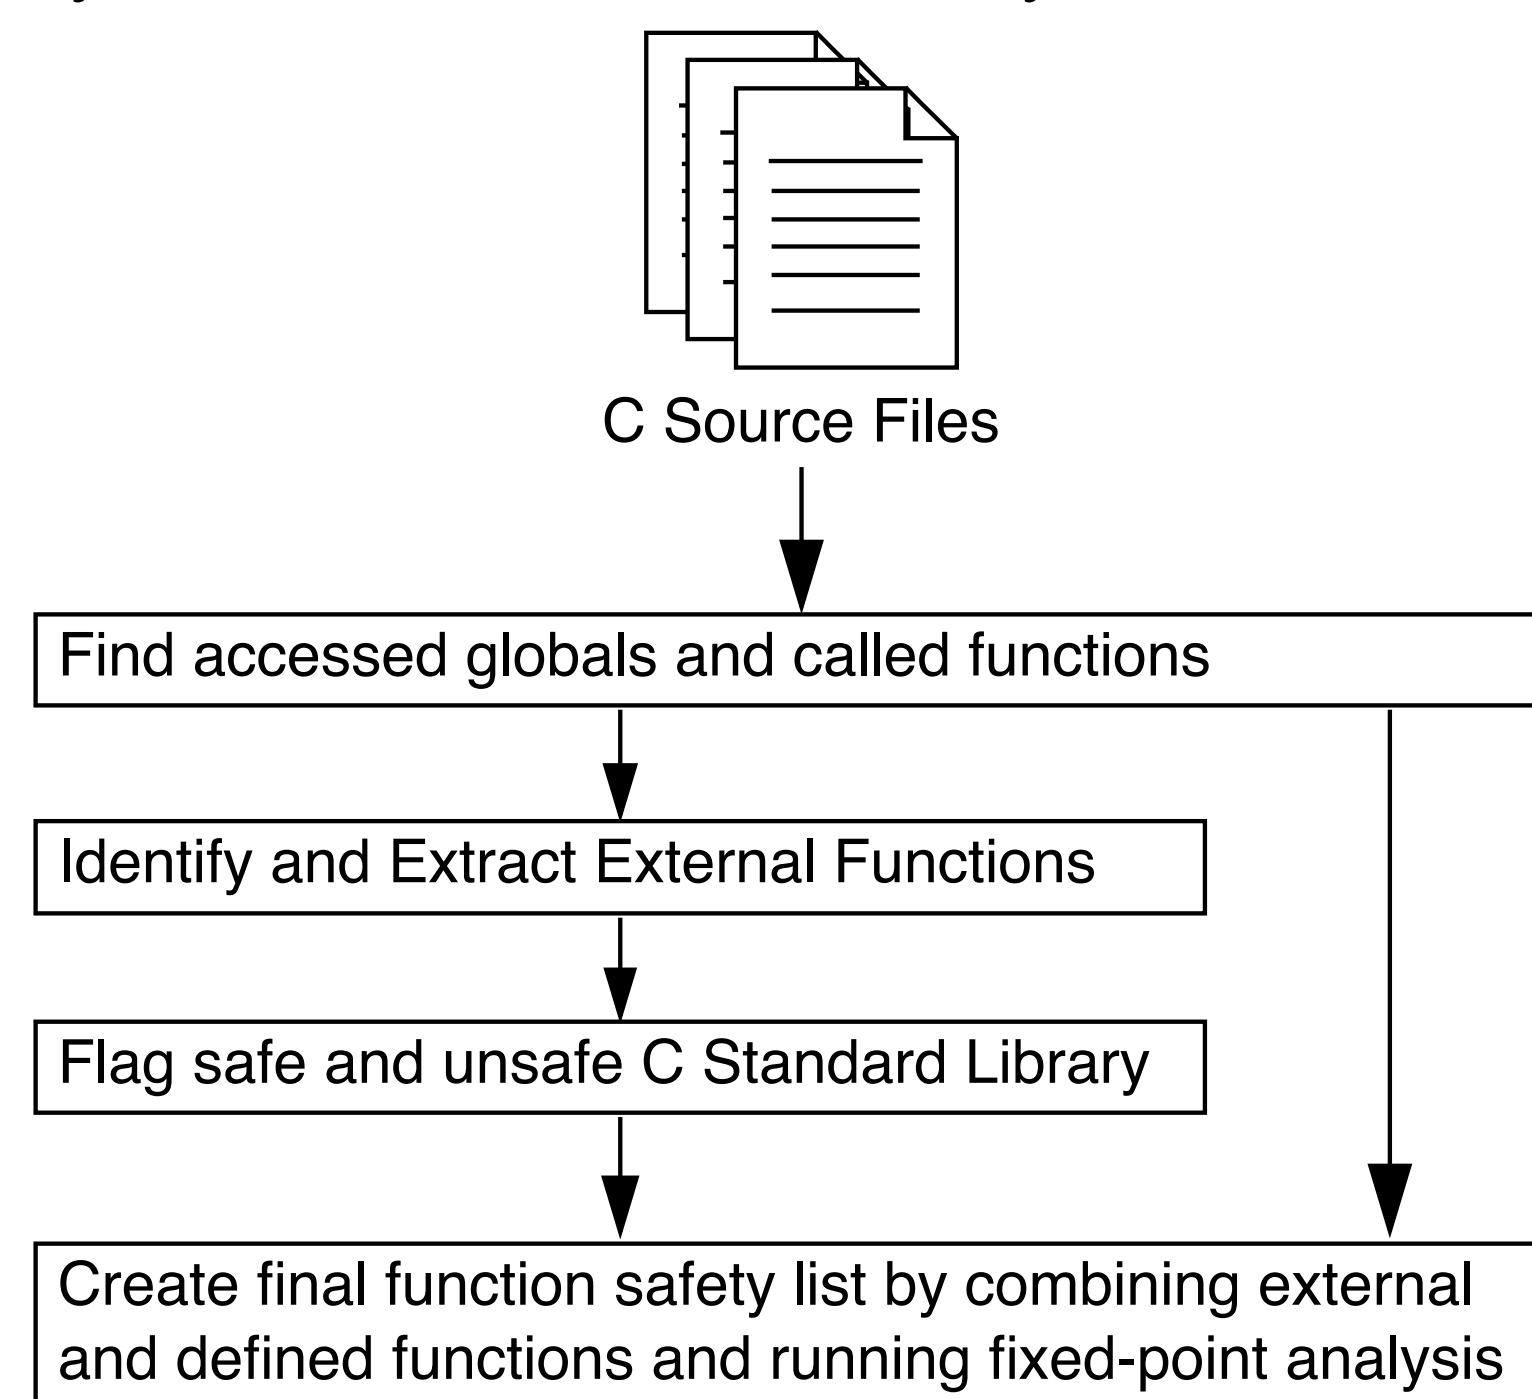 C Source Files
Find accessed globals and called functions
Identify and Extract External Functions
Flag safe and unsafe C Standard Library
Create final function safety list by combining external
and defined functions and running fixed-point analysis